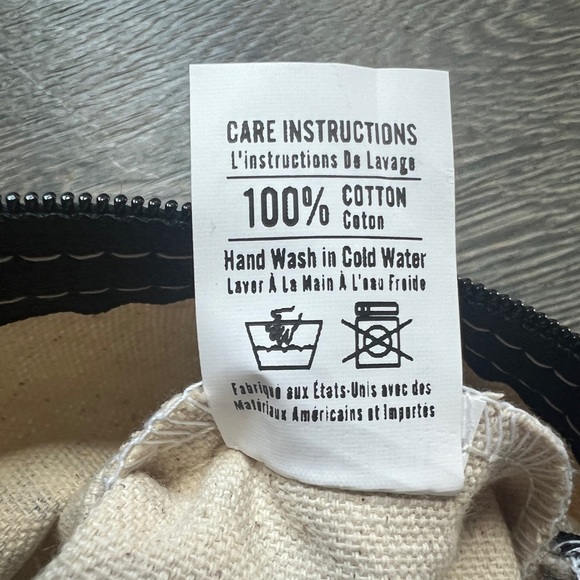 CARE INSTRUCTIONS
L'instructions De Lavage
100% COTTON
Coton
Hand Wash in Cold Water
Laver À La Main À L'eau Froide
Fabriqué aux États-Unis avec des
Matériaux Américains et Importés